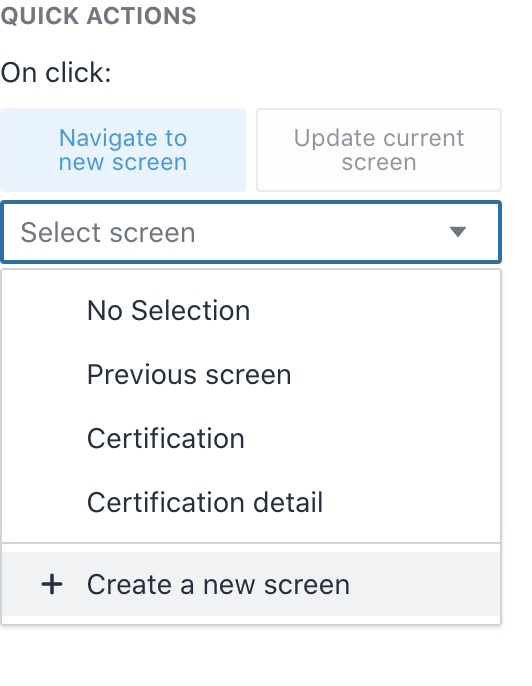 QUICK ACTIONS
On click:
Navigate to
new screen
Update current
screen
Select screen
No Selection
Previous screen
Certification
Certification detail
+ Create a new screen